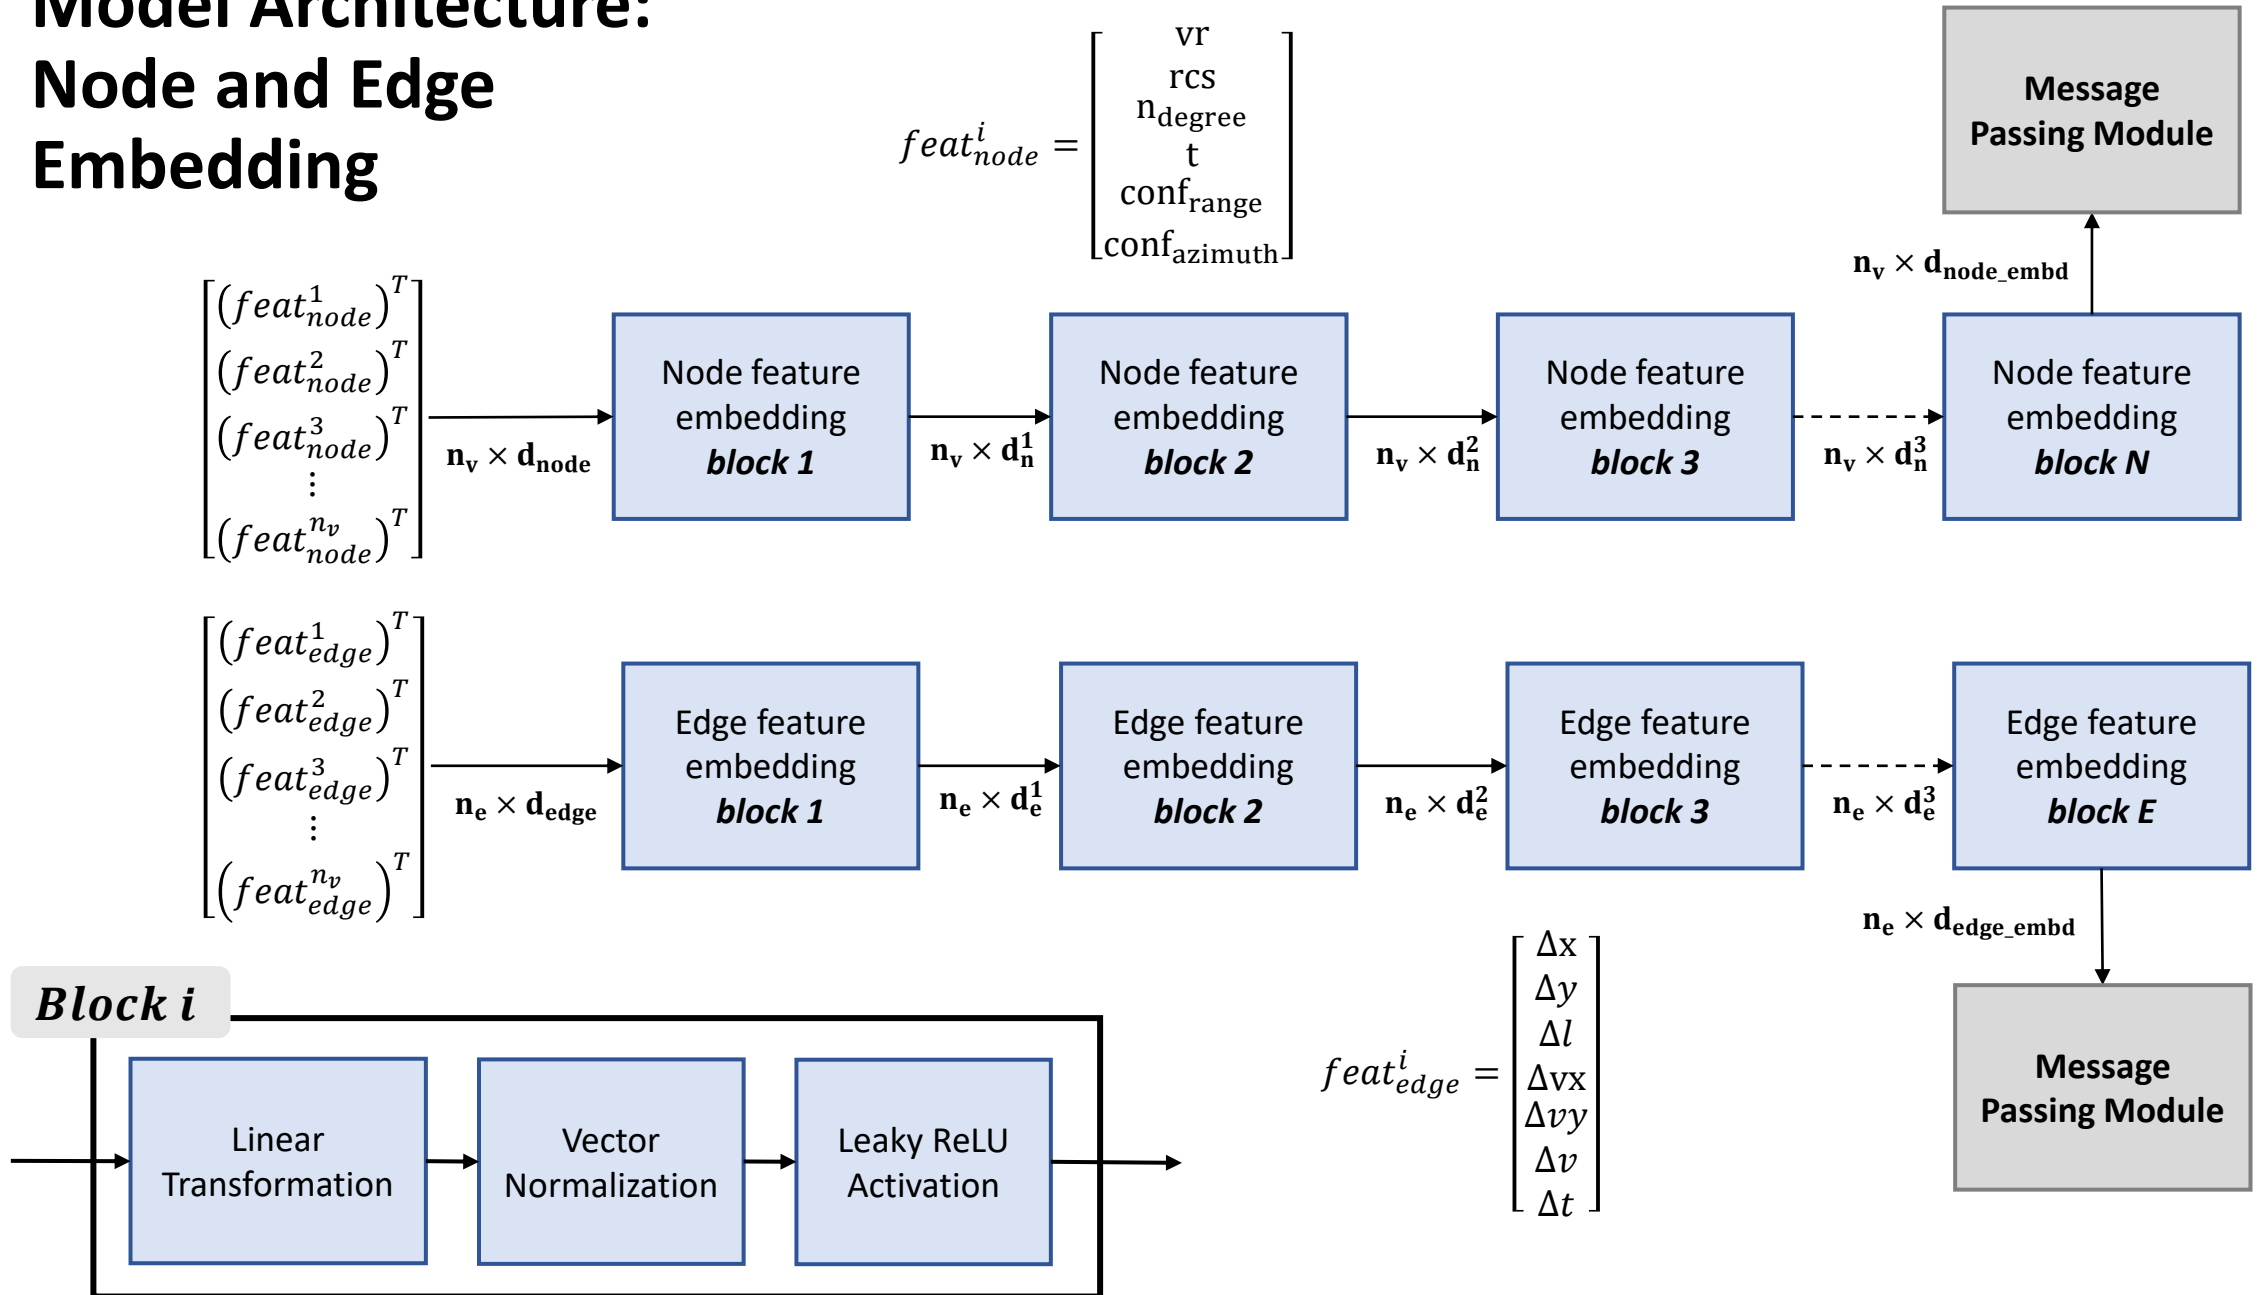 Model Architecture:
Node and Edge
Embedding
feat^i_node = [ vr
rcs
n_degree
t
conf_range
conf_azimuth ]
Message
Passing Module
n_v × d_node_embd
[ (feat^1_node)^T
(feat^2_node)^T
(feat^3_node)^T
⋮
(feat^{n_v}_node)^T ]
n_v × d_node
Node feature
embedding
block 1
n_v × d^1_n
Node feature
embedding
block 2
n_v × d^2_n
Node feature
embedding
block 3
n_v × d^3_n
Node feature
embedding
block N
[ (feat^1_edge)^T
(feat^2_edge)^T
(feat^3_edge)^T
⋮
(feat^{n_v}_edge)^T ]
n_e × d_edge
Edge feature
embedding
block 1
n_e × d^1_e
Edge feature
embedding
block 2
n_e × d^2_e
Edge feature
embedding
block 3
n_e × d^3_e
Edge feature
embedding
block E
n_e × d_edge_embd
Message
Passing Module
Block i
Linear
Transformation
Vector
Normalization
Leaky ReLU
Activation
feat^i_edge = [ Δx
Δy
Δl
Δvx
Δvy
Δv
Δt ]